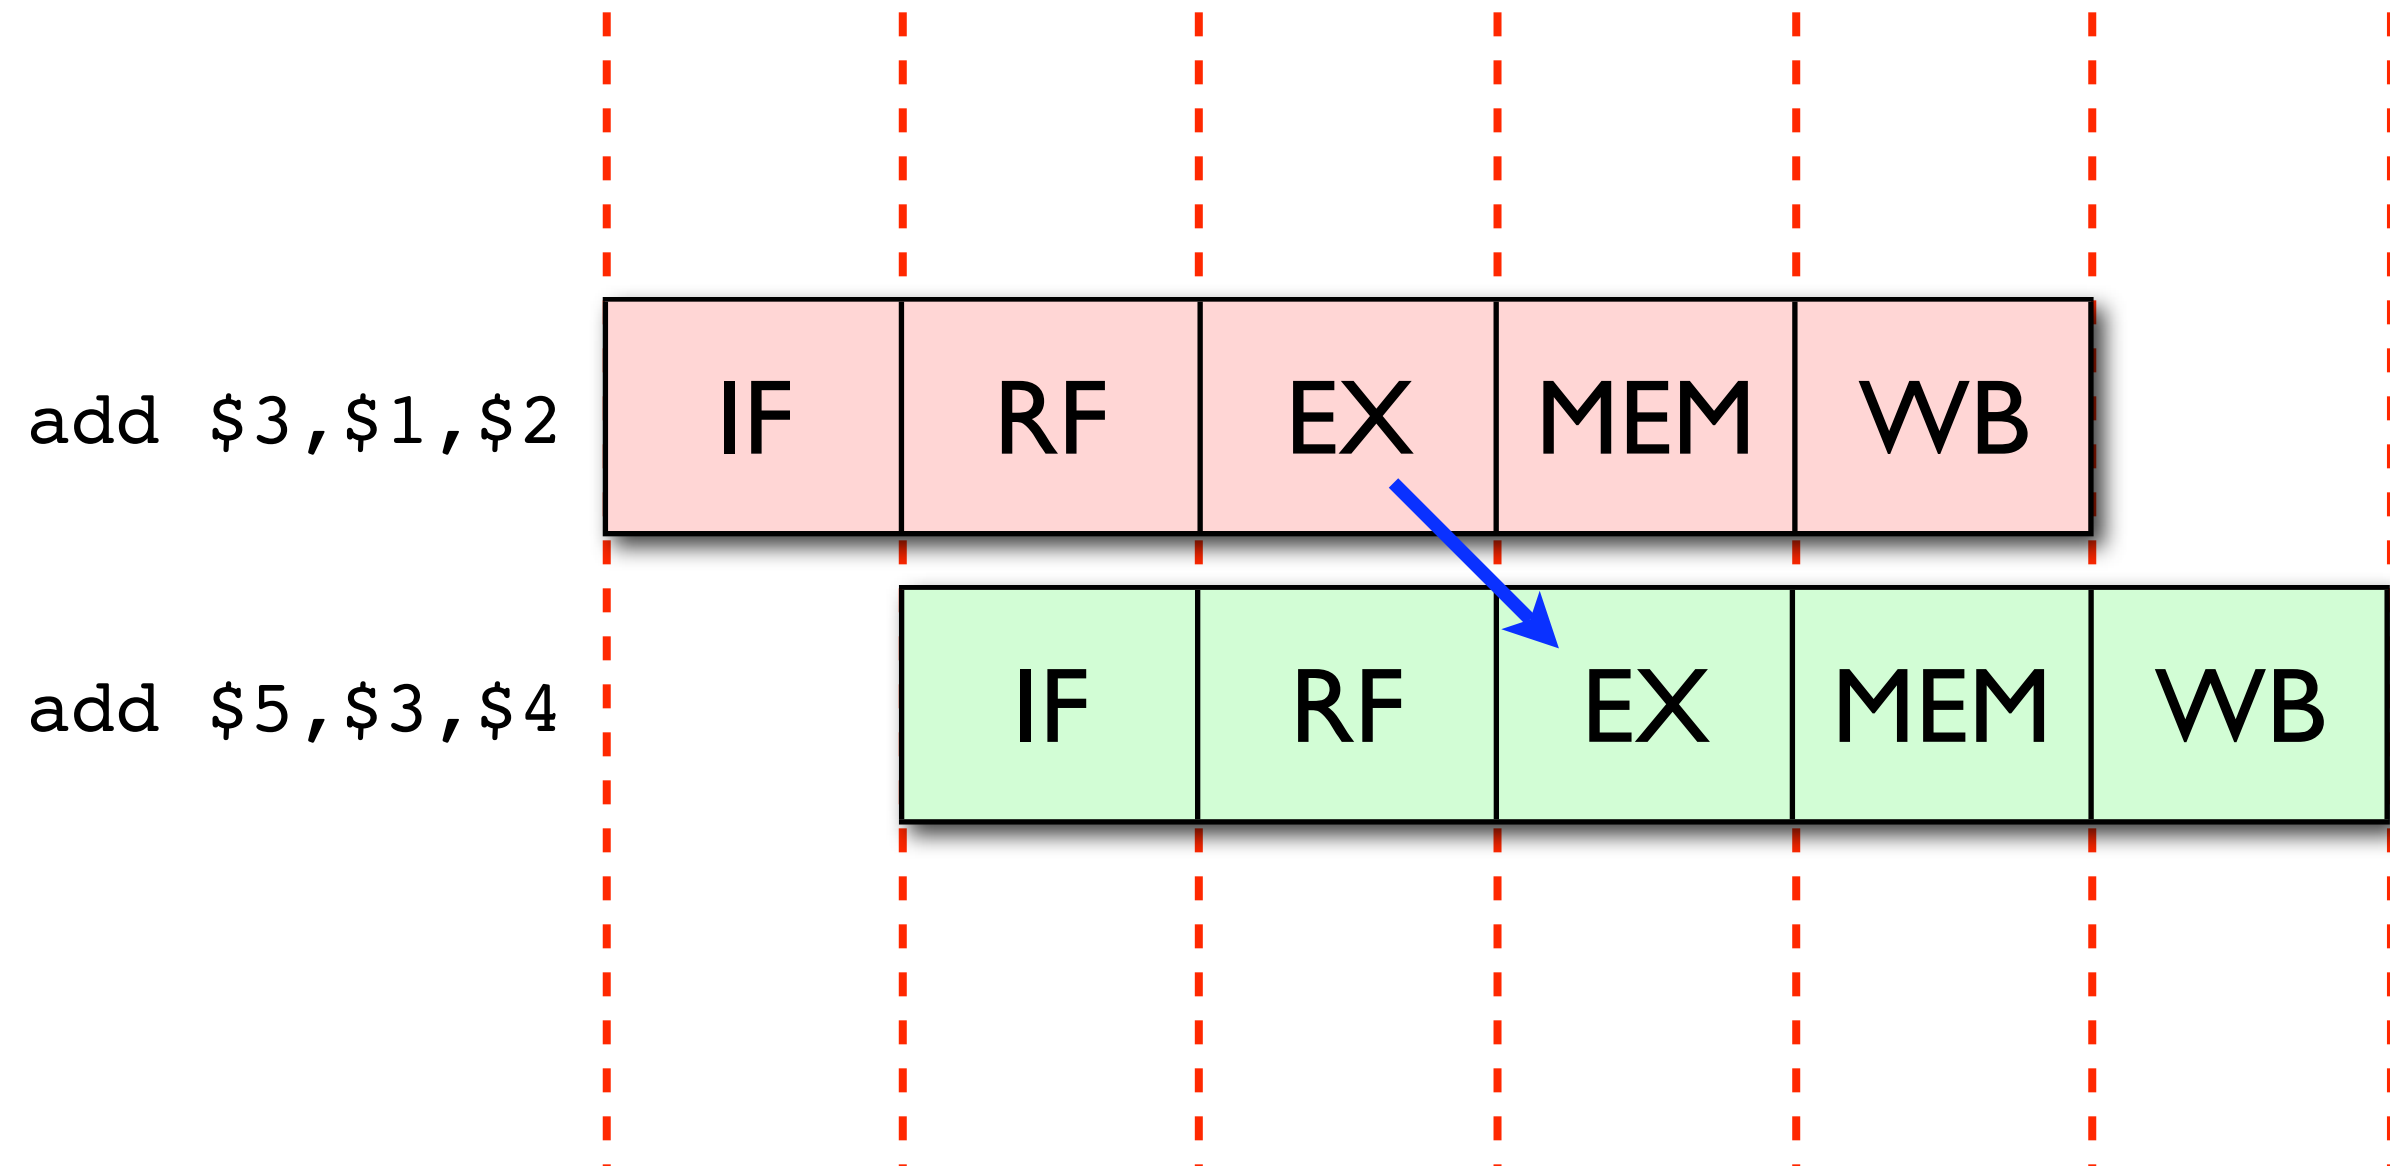 add $3,$1,$2 IF RF EX MEM WB
add $5,$3,$4 IF RF EX MEM WB